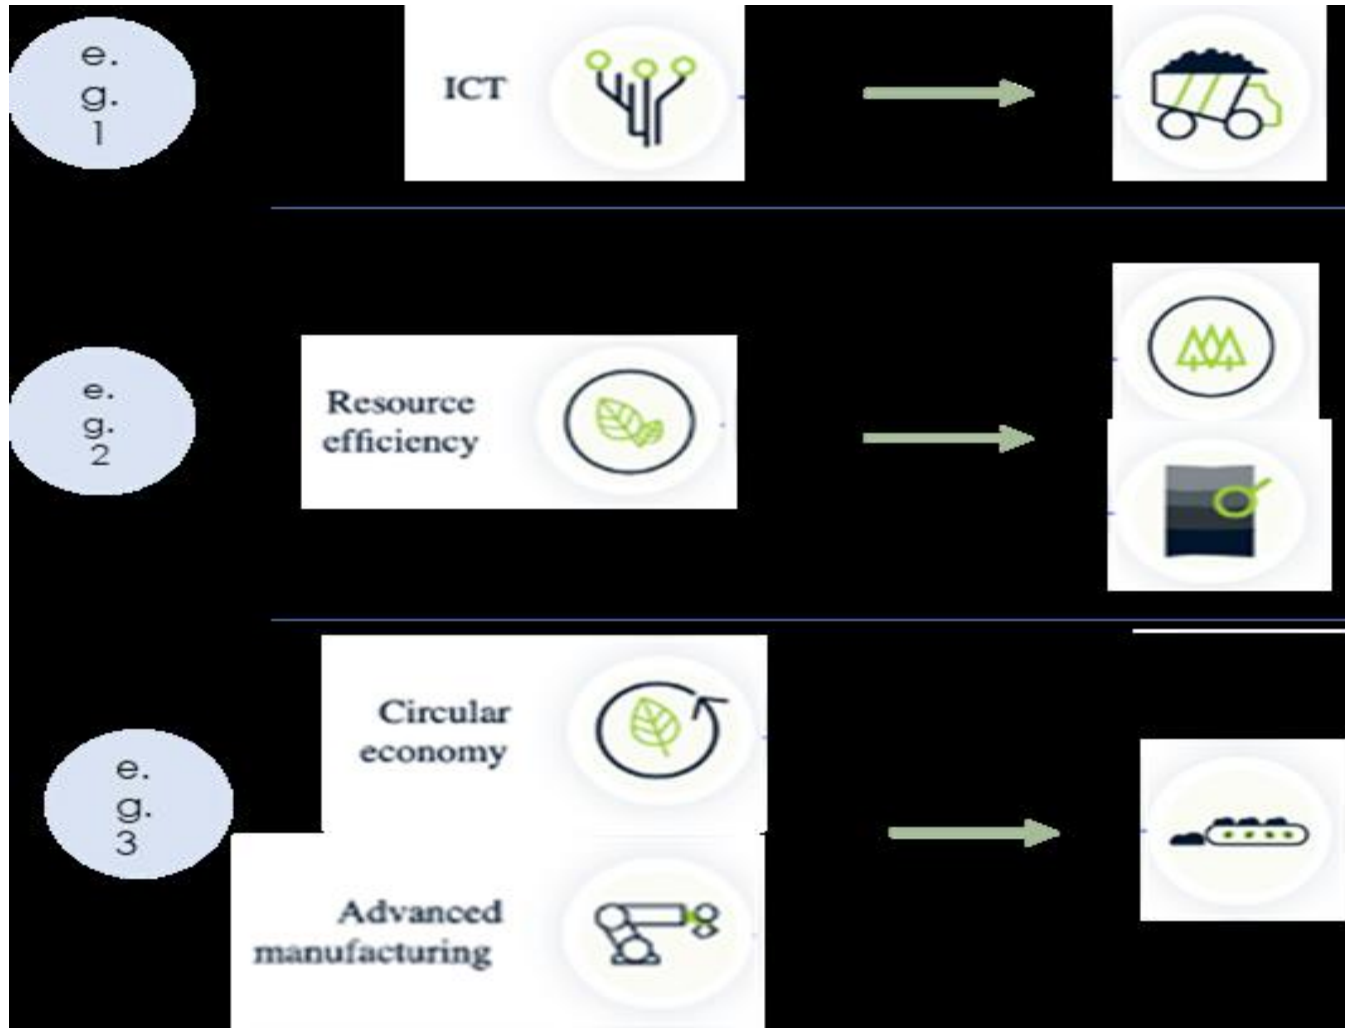 e.
g.
1
ICT
e.
g.
2
Resource
efficiency
e.
g.
3
Circular
economy
Advanced
manufacturing